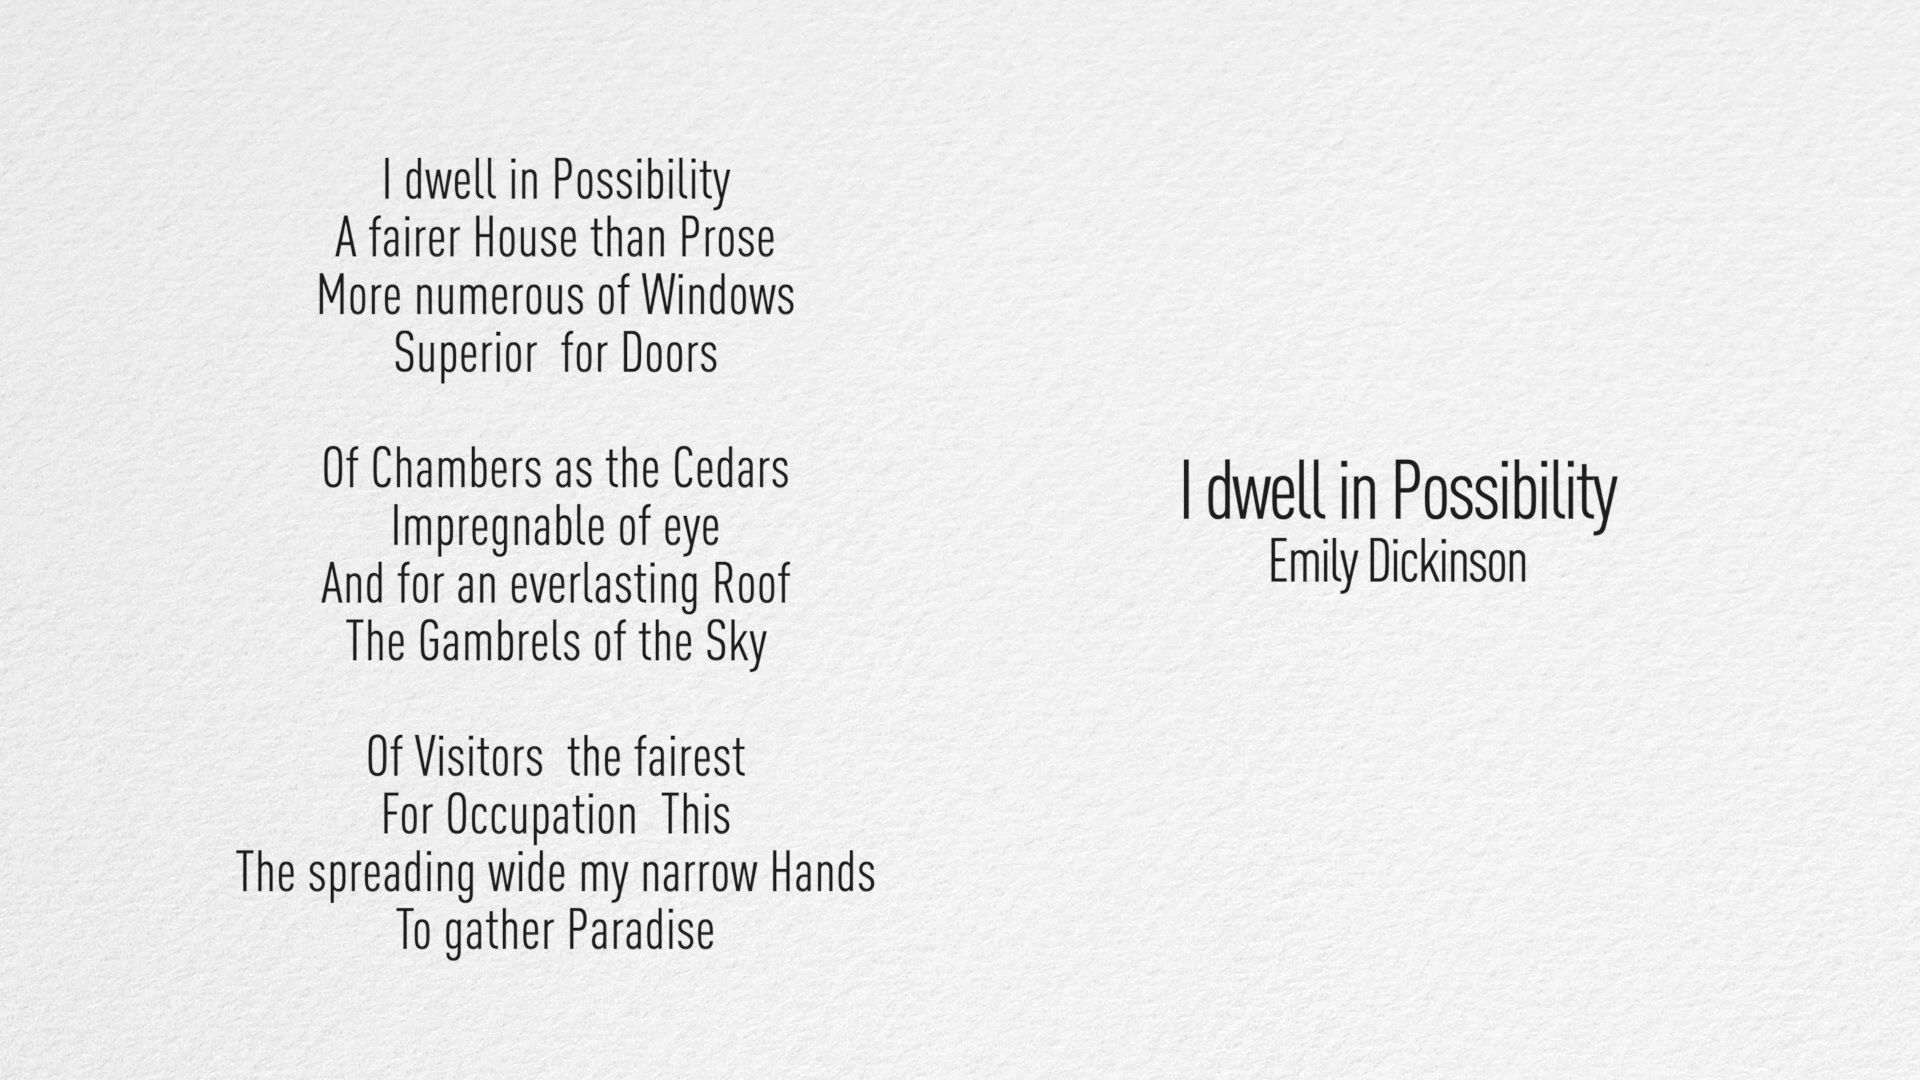 I dwell in Possibility
A fairer House than Prose
More numerous of Windows
Superior  for Doors

Of Chambers as the Cedars
Impregnable of eye
And for an everlasting Roof
The Gambrels of the Sky

Of Visitors  the fairest
For Occupation  This
The spreading wide my narrow Hands
To gather Paradise

I dwell in Possibility
Emily Dickinson